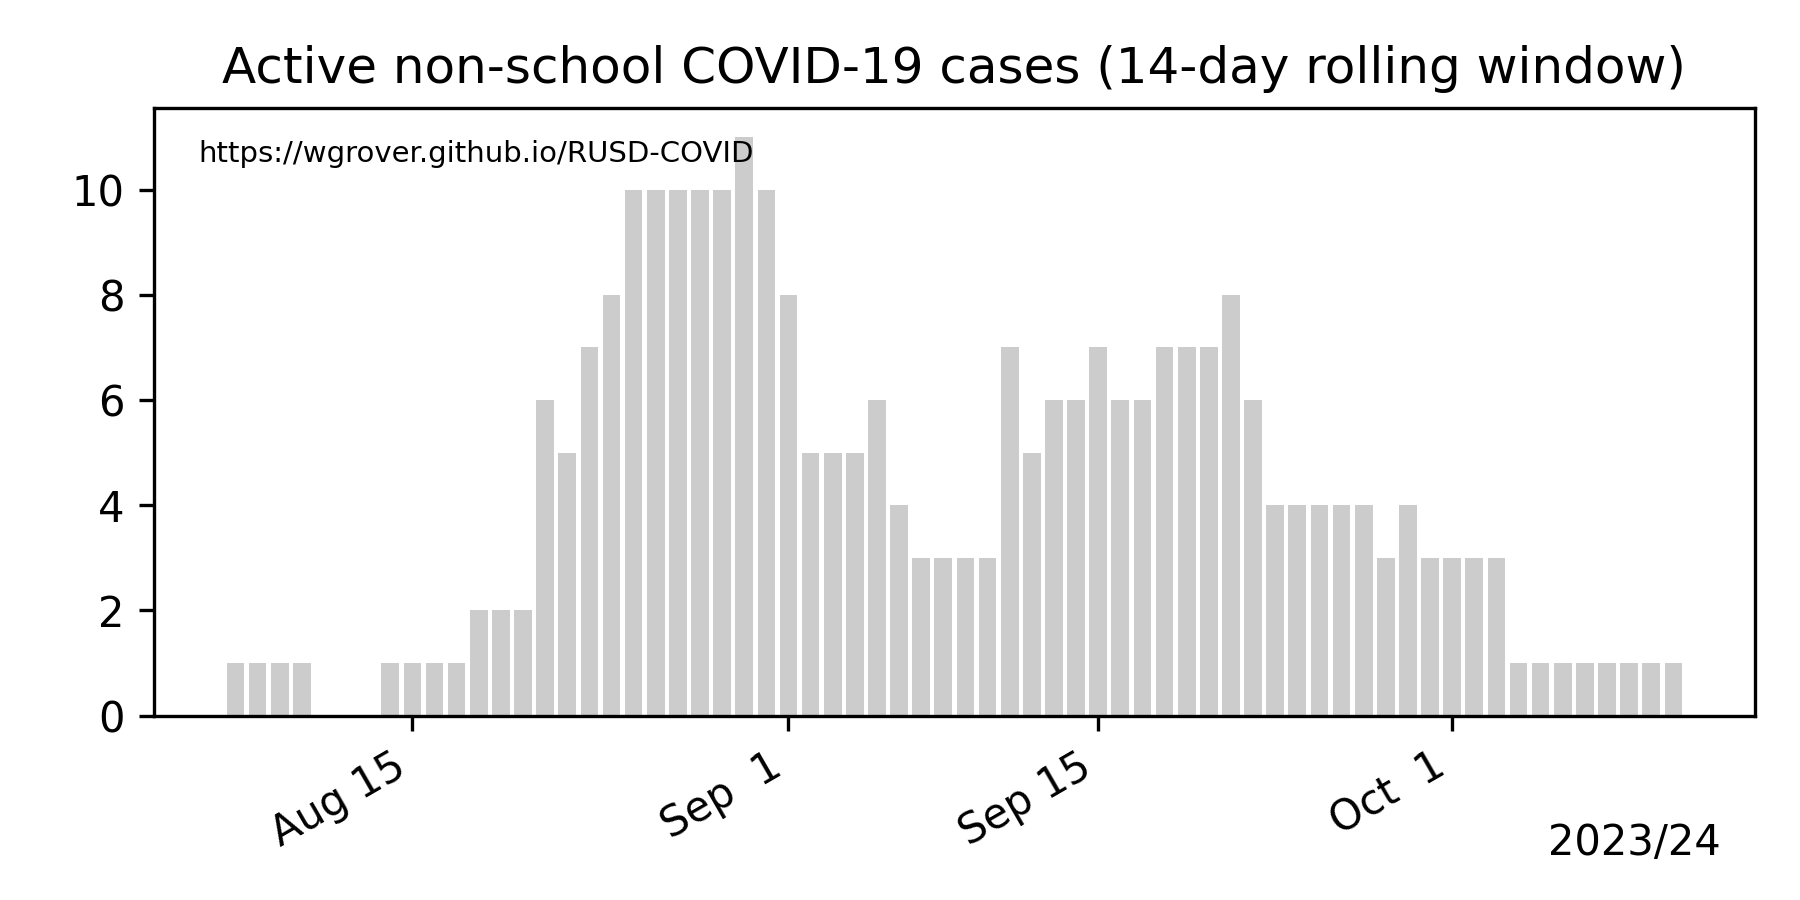 Active non-school COVID-19 cases (14-day rolling window)
https://wgrover.github.io/RUSD-COVID
10
8
6
4
2
0
Aug 15
Sep 1
Sep 15
Oct 1
2023/24